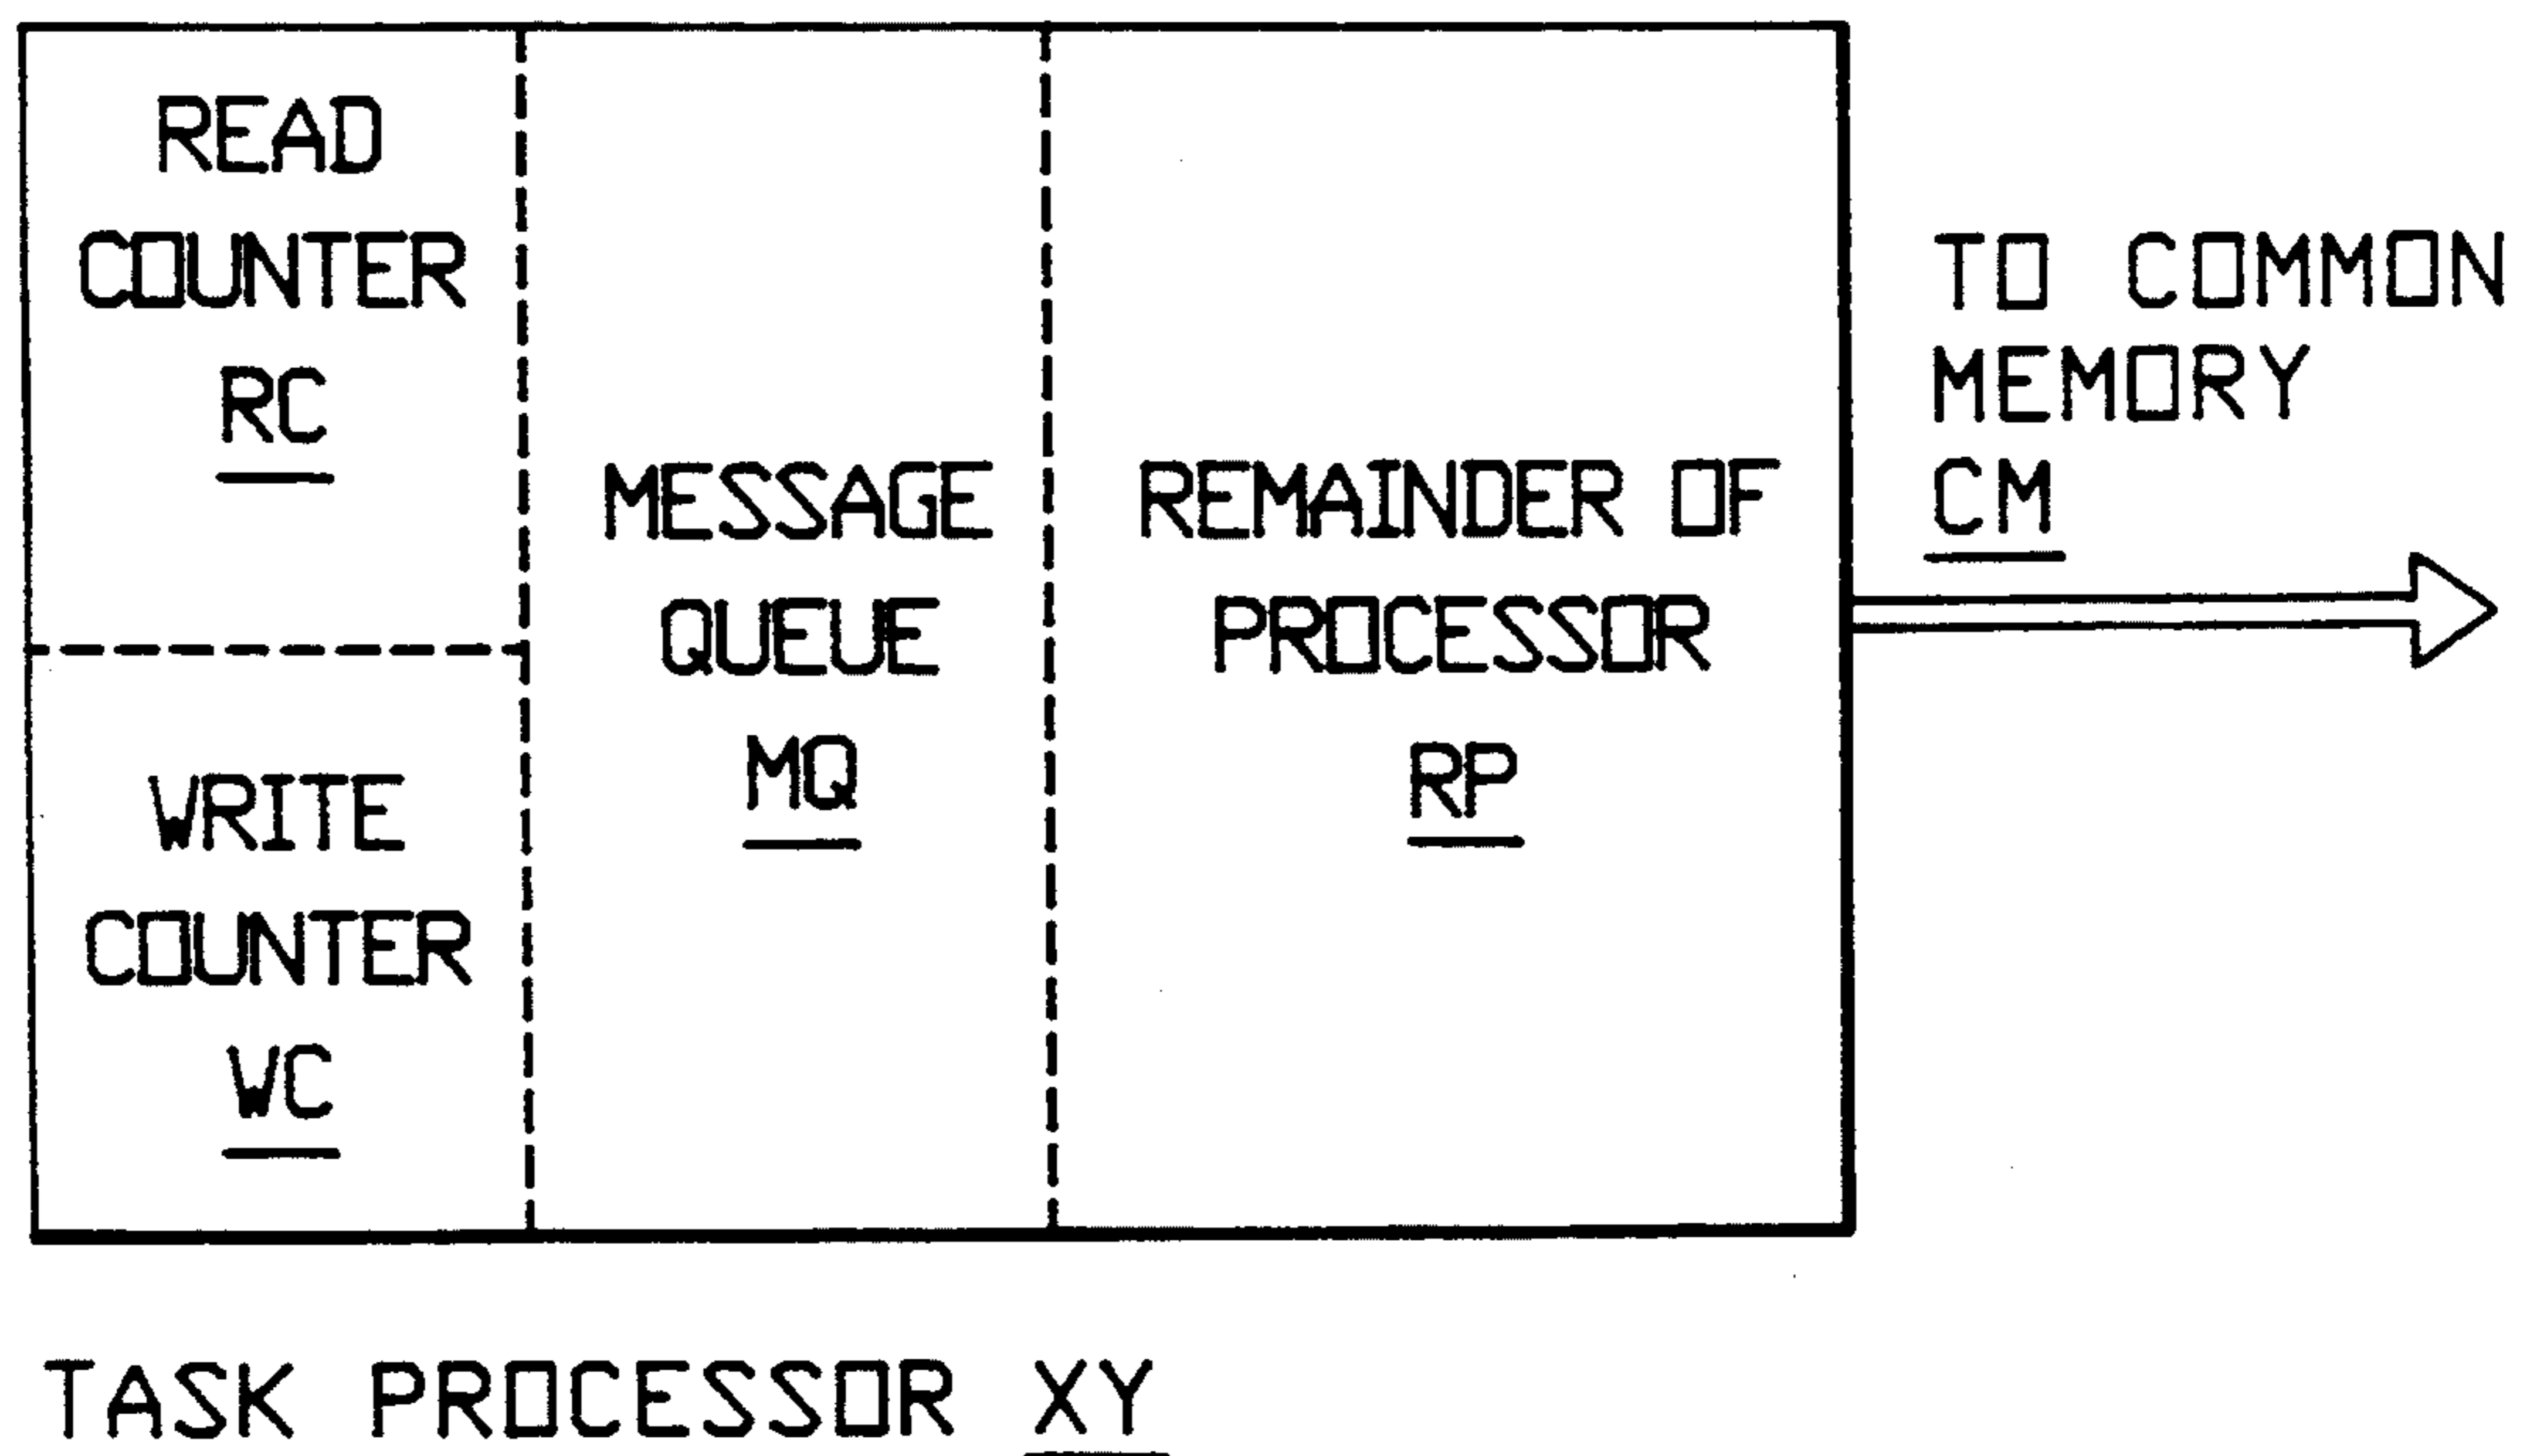 READ
COUNTER
RC
WRITE
COUNTER
WC
MESSAGE
QUEUE
MQ
REMAINDER OF
PROCESSOR
RP
TO COMMON
MEMORY
CM
TASK PROCESSOR XY